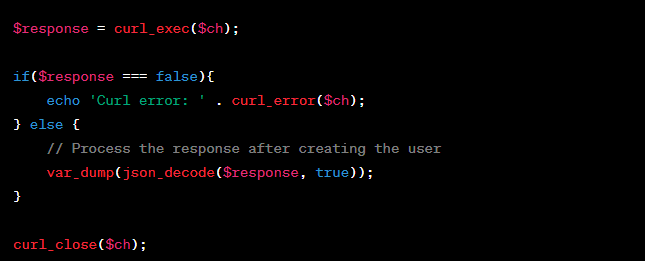 $response = curl_exec($ch);

if($response === false){
    echo 'Curl error: ' . curl_error($ch);
} else {
    // Process the response after creating the user
    var_dump(json_decode($response, true));
}

curl_close($ch);